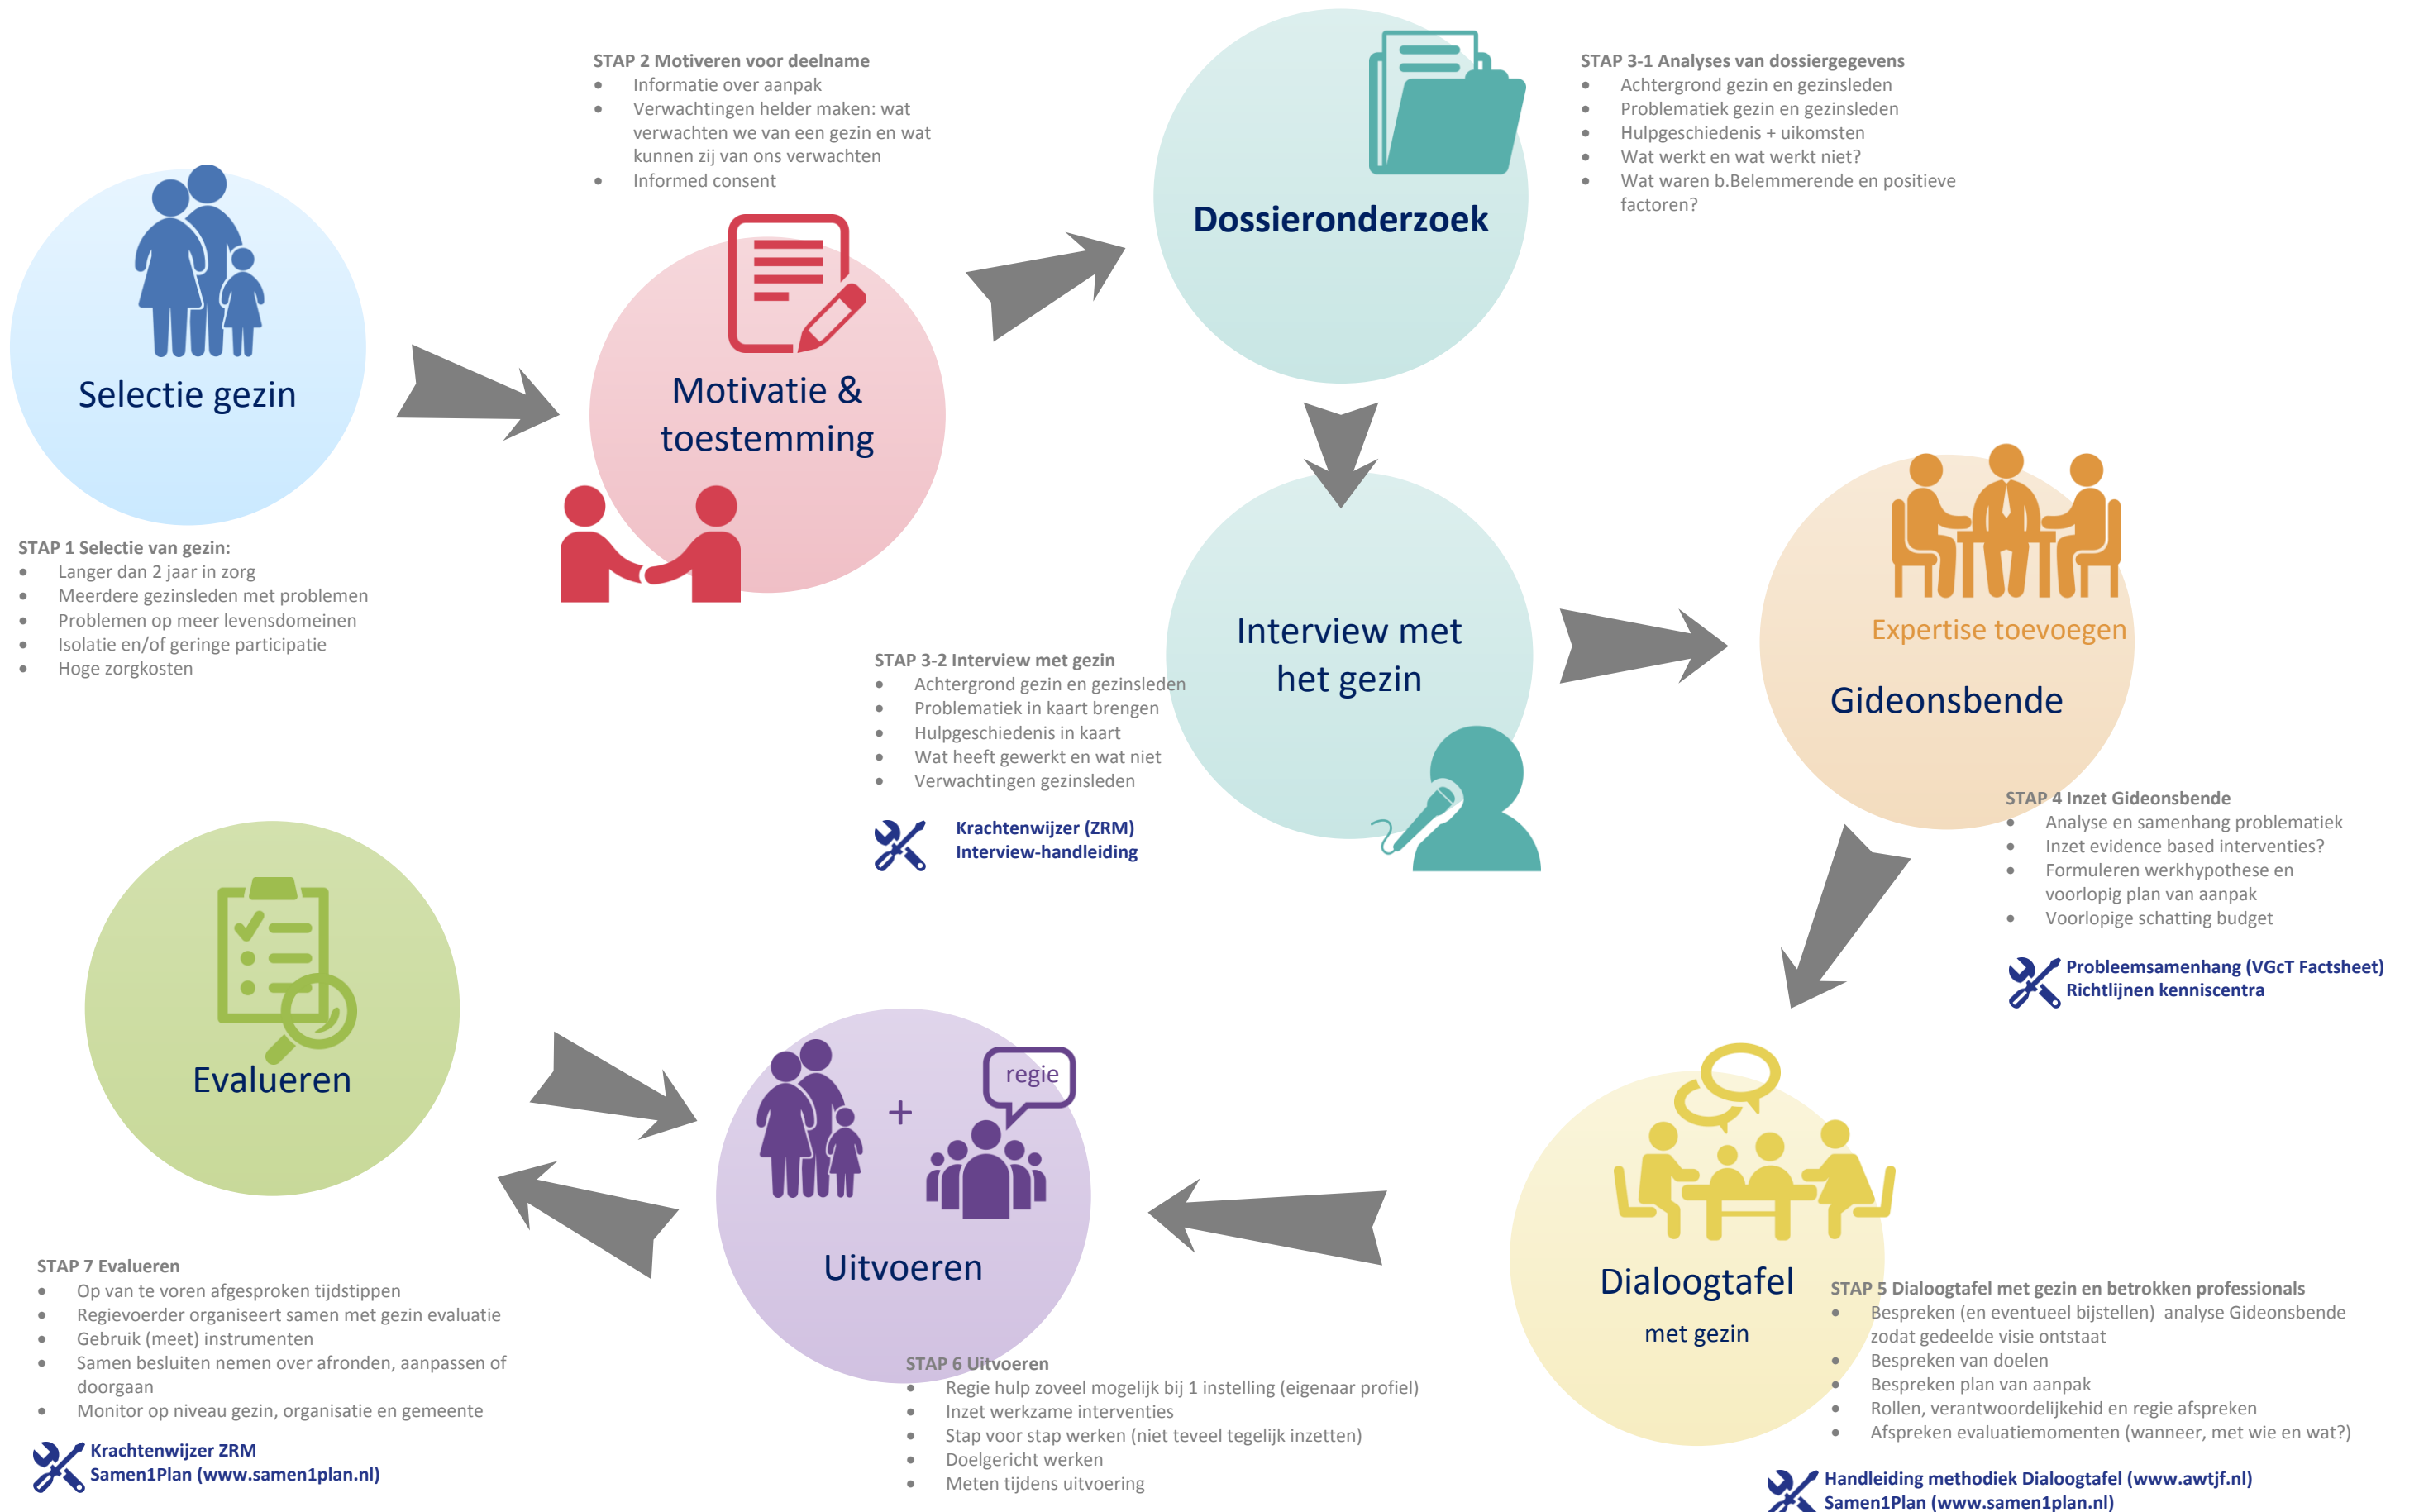 Selectie gezin
STAP 1 Selectie van gezin:
• Langer dan 2 jaar in zorg
• Meerdere gezinsleden met problemen
• Problemen op meer levensdomeinen
• Isolatie en/of geringe participatie
• Hoge zorgkosten
STAP 2 Motiveren voor deelname
• Informatie over aanpak
• Verwachtingen helder maken: wat
verwachten we van een gezin en wat
kunnen zij van ons verwachten
• Informed consent
Motivatie &
toestemming
Dossieronderzoek
STAP 3-1 Analyses van dossiergegevens
• Achtergrond gezin en gezinsleden
• Problematiek gezin en gezinsleden
• Hulpgeschiedenis + uikomsten
• Wat werkt en wat werkt niet?
• Wat waren b.Belemmerende en positieve
factoren?
Interview met
het gezin
STAP 3-2 Interview met gezin
• Achtergrond gezin en gezinsleden
• Problematiek in kaart brengen
• Hulpgeschiedenis in kaart
• Wat heeft gewerkt en wat niet
• Verwachtingen gezinsleden
Krachtenwijzer (ZRM)
Interview-handleiding
Expertise toevoegen
Gideonsbende
STAP 4 Inzet Gideonsbende
• Analyse en samenhang problematiek
• Inzet evidence based interventies?
• Formuleren werkhypothese en
voorlopig plan van aanpak
• Voorlopige schatting budget
Probleemsamenhang (VGcT Factsheet)
Richtlijnen kenniscentra
Dialoogtafel
met gezin
STAP 5 Dialoogtafel met gezin en betrokken professionals
• Bespreken (en eventueel bijstellen)  analyse Gideonsbende
zodat gedeelde visie ontstaat
• Bespreken van doelen
• Bespreken plan van aanpak
• Rollen, verantwoordelijkehid en regie afspreken
• Afspreken evaluatiemomenten (wanneer, met wie en wat?)
Handleiding methodiek Dialoogtafel (www.awtjf.nl)
Samen1Plan (www.samen1plan.nl)
regie
+
Uitvoeren
STAP 6 Uitvoeren
• Regie hulp zoveel mogelijk bij 1 instelling (eigenaar profiel)
• Inzet werkzame interventies
• Stap voor stap werken (niet teveel tegelijk inzetten)
• Doelgericht werken
• Meten tijdens uitvoering
Evalueren
STAP 7 Evalueren
• Op van te voren afgesproken tijdstippen
• Regievoerder organiseert samen met gezin evaluatie
• Gebruik (meet) instrumenten
• Samen besluiten nemen over afronden, aanpassen of
doorgaan
• Monitor op niveau gezin, organisatie en gemeente
Krachtenwijzer ZRM
Samen1Plan (www.samen1plan.nl)